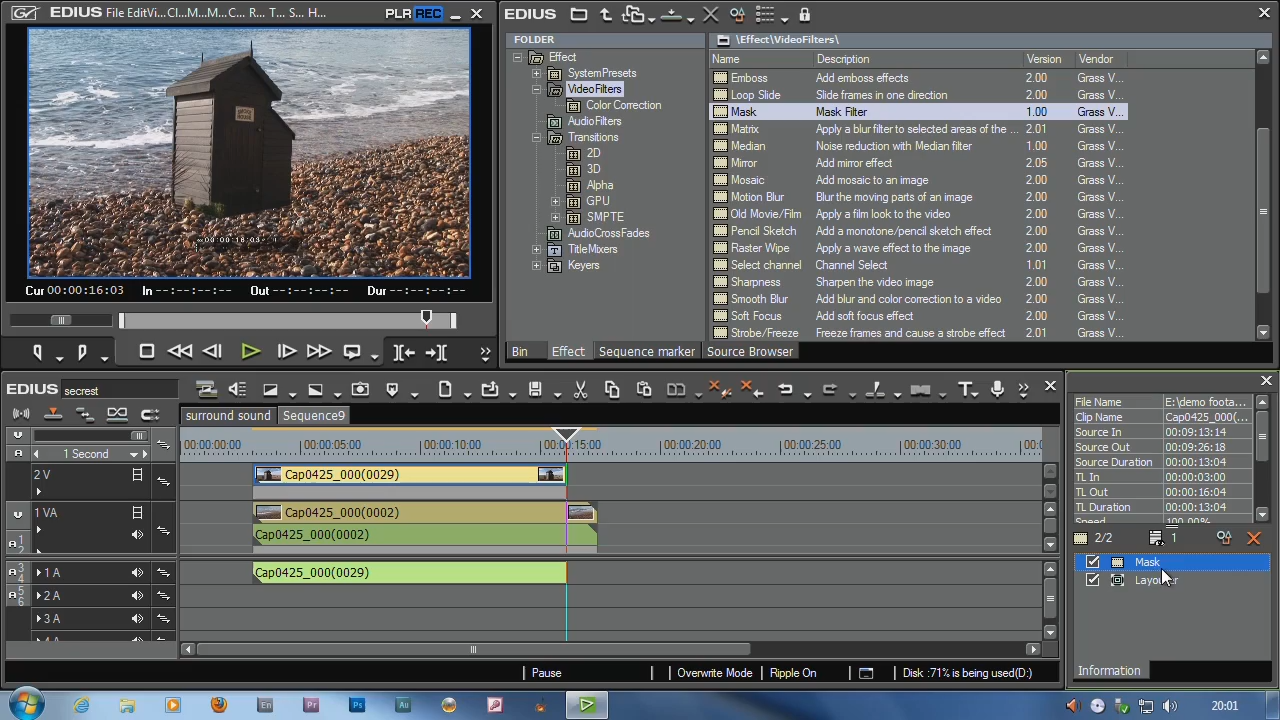 File EditVi...Cl...M...M...C... R... T... S... H...
PLR REC
Cur 00:00:16:03 In --:--:--:-- Out --:--:--:-- Dur --:--:--:--
EDIUS
FOLDER
Effect
SystemPresets
VideoFilters
Color Correction
AudioFilters
Transitions
2D
3D
Alpha
GPU
SMPTE
AudioCrossFades
TitleMixers
Keyers
\Effect\VideoFilters\
Name Description Version Vendor
Emboss Add emboss effects 2.00 Grass V...
Loop Slide Slide frames in one direction 2.00 Grass V...
Mask Mask Filter 1.00 Grass V...
Matrix Apply a blur filter to selected areas of the ... 2.01 Grass V...
Median Noise reduction with Median filter 1.00 Grass V...
Mirror Add mirror effect 2.05 Grass V...
Mosaic Add mosaic to an image 2.00 Grass V...
Motion Blur Blur the moving parts of an image 2.00 Grass V...
Old Movie/Film Apply a film look to the video 2.00 Grass V...
Pencil Sketch Add a monotone/pencil sketch effect 2.00 Grass V...
Raster Wipe Apply a wave effect to the image 2.00 Grass V...
Select channel Channel Select 1.01 Grass V...
Sharpness Sharpen the video image 2.00 Grass V...
Smooth Blur Add blur and color correction to a video 2.00 Grass V...
Soft Focus Add soft focus effect 2.00 Grass V...
Strobe/Freeze Freeze frames and cause a strobe effect 2.01 Grass V...
Bin Effect Sequence marker Source Browser
EDIUS secrest
surround sound Sequence9
1 Second
00:00:00:00 00:00:05:00 00:00:10:00 00:00:15:00 00:00:20:00 00:00:25:00 00:00:30:00 00:0
2 V Cap0425_000(0029)
1 VA Cap0425_000(0002)
Cap0425_000(0002)
1 A Cap0425_000(0029)
2 A
3 A
4 A
Pause Overwrite Mode Ripple On Disk :71% is being used(D:)
File Name E:\demo foota...
Clip Name Cap0425_000(...
Source In 00:09:13:14
Source Out 00:09:26:18
Source Duration 00:00:13:04
TL In 00:00:03:00
TL Out 00:00:16:04
TL Duration 00:00:13:04
Speed 100.00%
2/2 1
Mask
Information
20:01